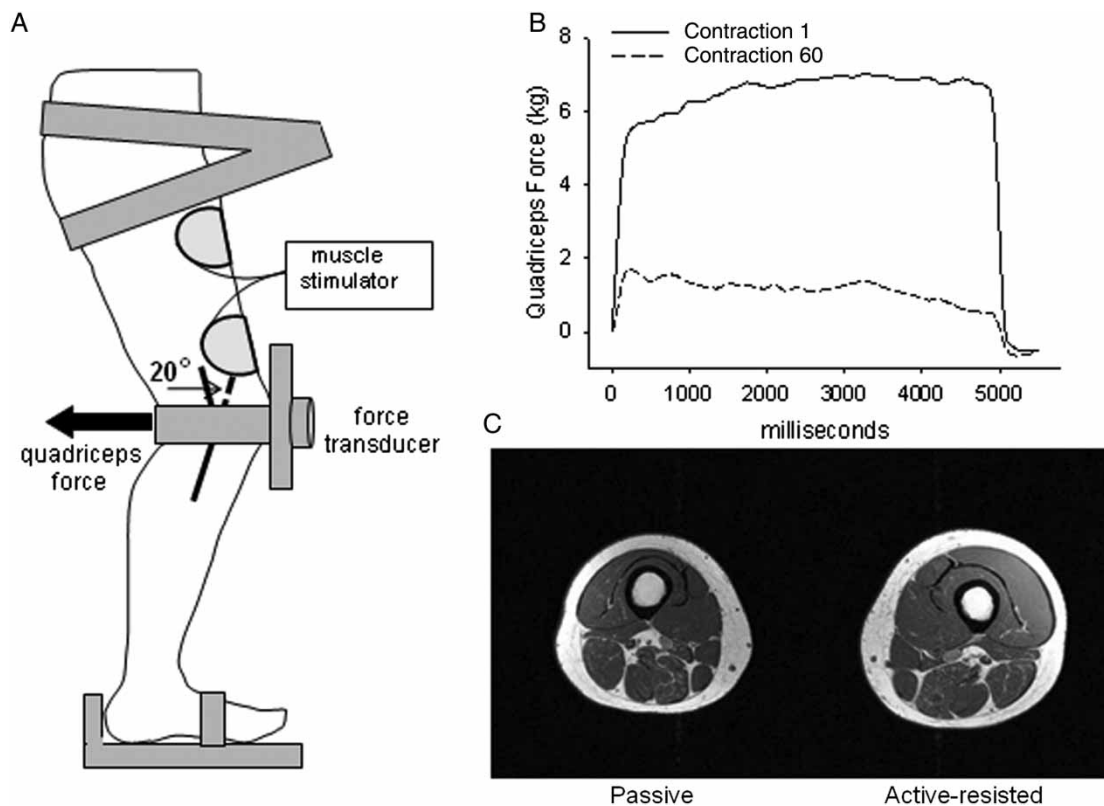 A
muscle
stimulator
20°
force
transducer
quadriceps
force
B
Contraction 1
Contraction 60
Quadriceps Force (kg)
8
6
4
2
0
0 1000 2000 3000 4000 5000
milliseconds
C
Passive
Active-resisted